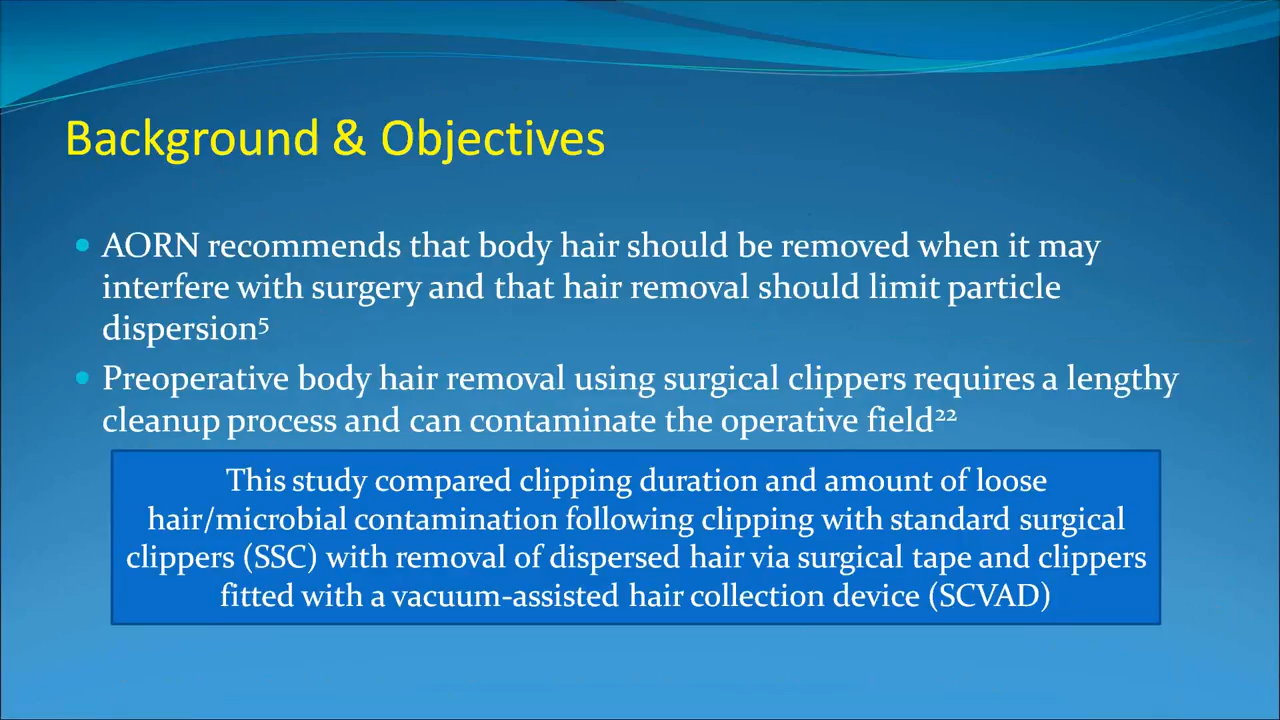 Background & Objectives
• AORN recommends that body hair should be removed when it may
interfere with surgery and that hair removal should limit particle
dispersion⁵
• Preoperative body hair removal using surgical clippers requires a lengthy
cleanup process and can contaminate the operative field²²
This study compared clipping duration and amount of loose
hair/microbial contamination following clipping with standard surgical
clippers (SSC) with removal of dispersed hair via surgical tape and clippers
fitted with a vacuum-assisted hair collection device (SCVAD)